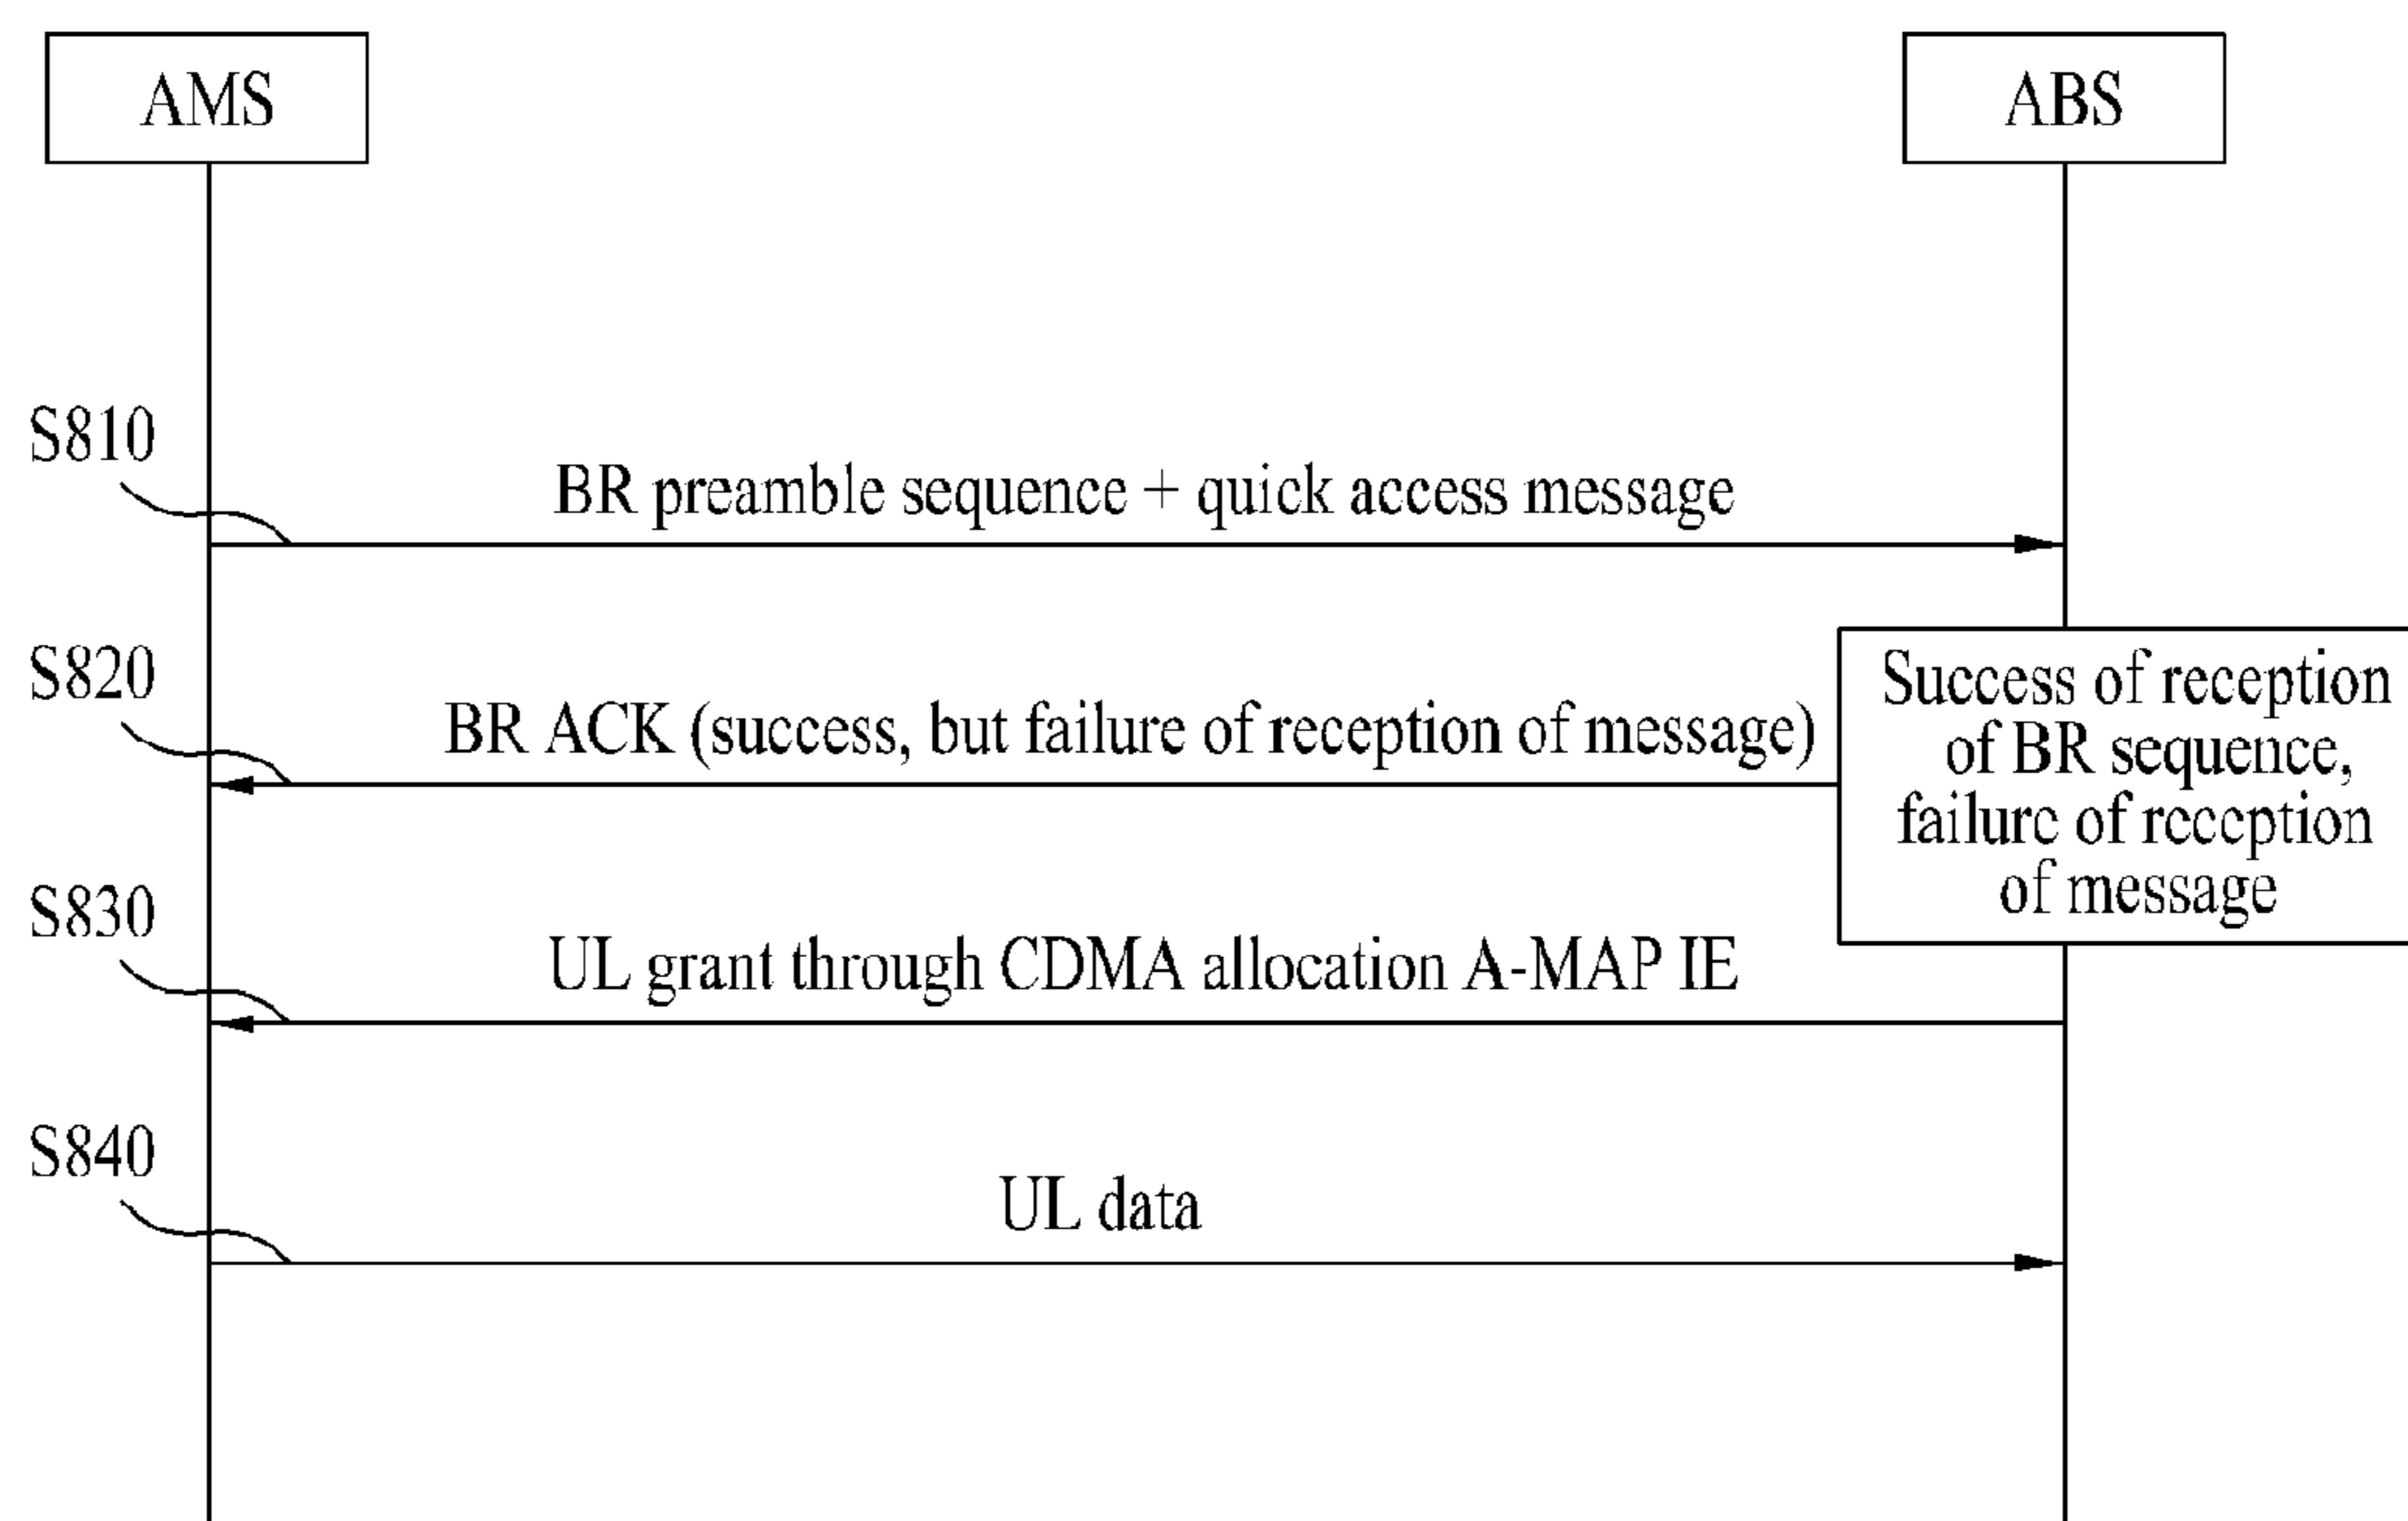 AMS
ABS
S810
BR preamble sequence + quick access message
S820
BR ACK (success, but failure of reception of message)
Success of reception
of BR sequence,
failure of reception
of message
S830
UL grant through CDMA allocation A-MAP IE
S840
UL data